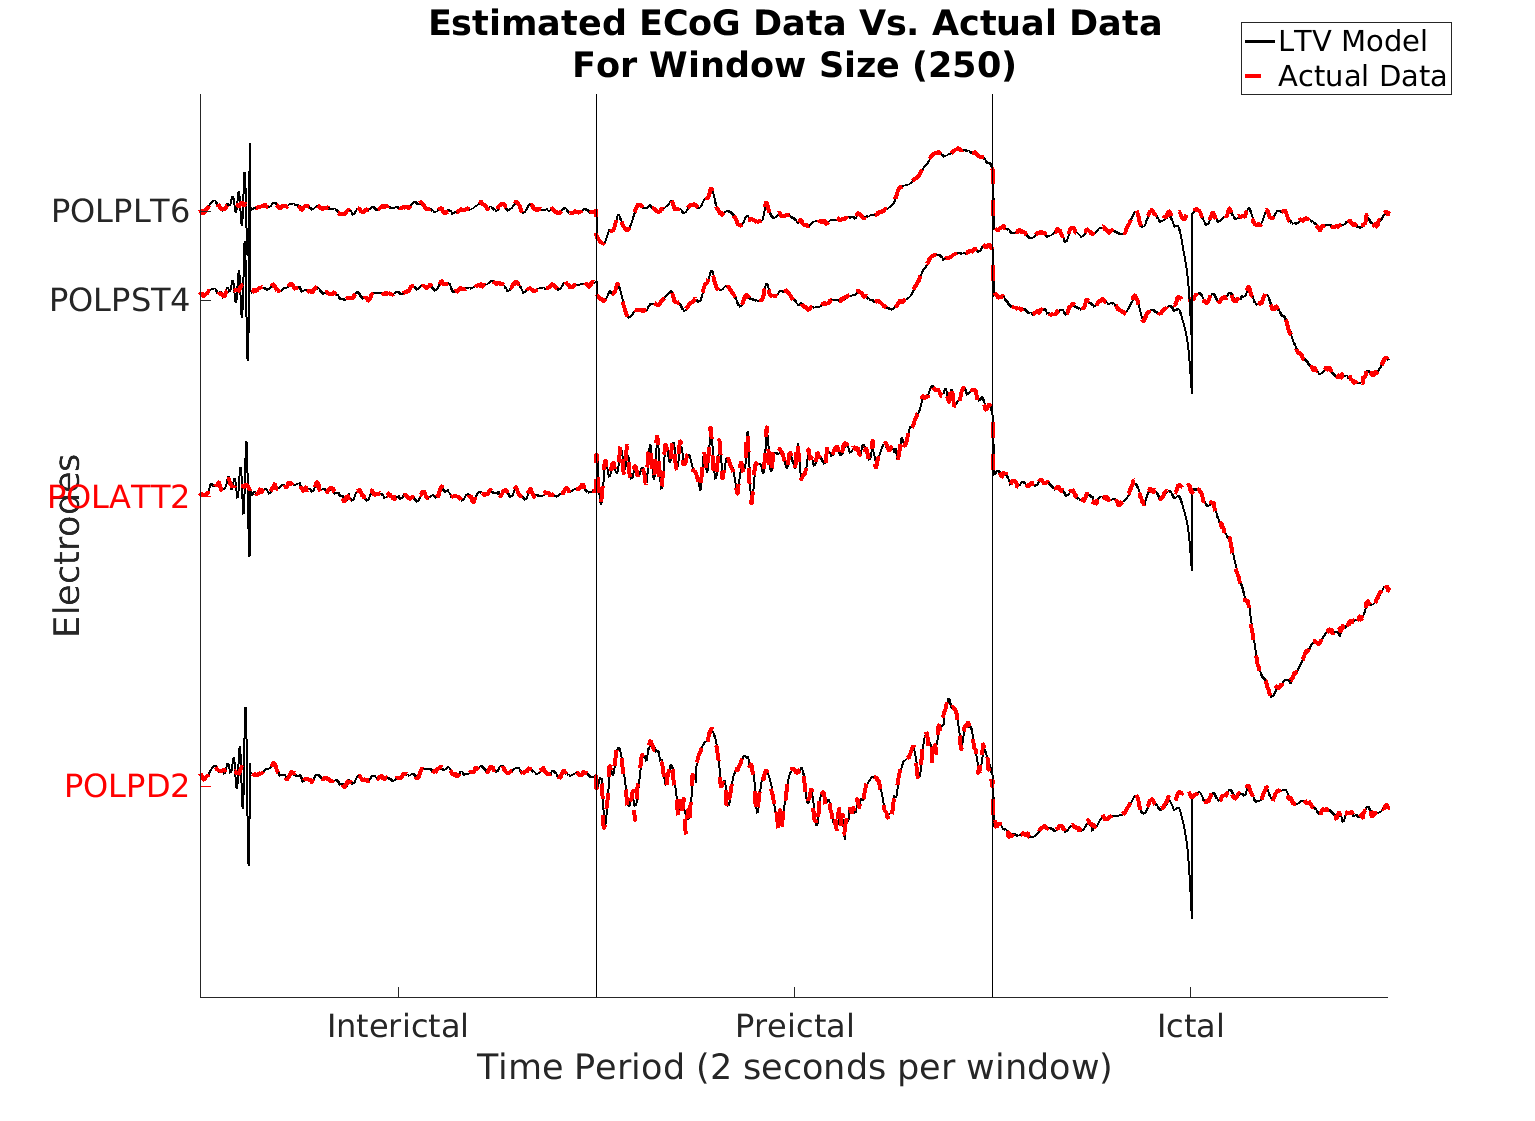 Estimated ECoG Data Vs. Actual Data
For Window Size (250)
LTV Model
Actual Data
POLPLT6
POLPST4
POLATT2
POLPD2
Electrodes
Interictal
Preictal
Ictal
Time Period (2 seconds per window)